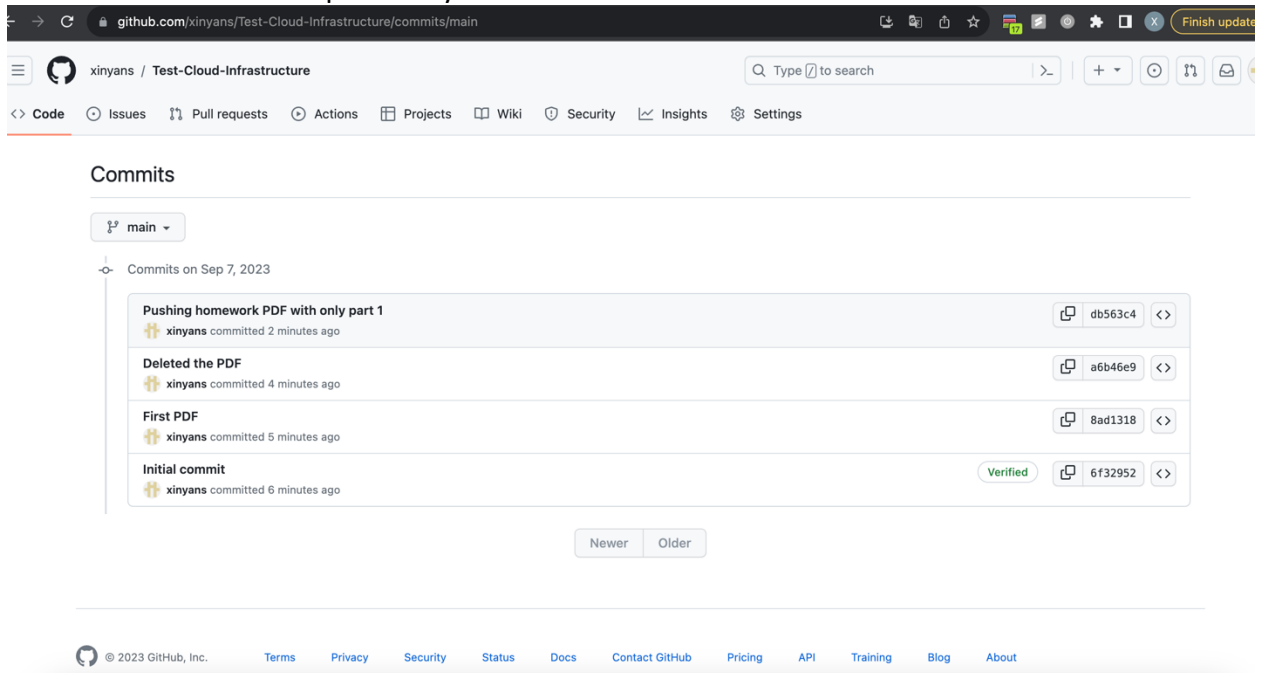 github.com/xinyans/Test-Cloud-Infrastructure/commits/main
17
X
Finish update
xinyans / Test-Cloud-Infrastructure
Type / to search
Code Issues Pull requests Actions Projects Wiki Security Insights Settings
Commits
main
Commits on Sep 7, 2023
Pushing homework PDF with only part 1
db563c4
xinyans committed 2 minutes ago
Deleted the PDF
a6b46e9
xinyans committed 4 minutes ago
First PDF
8ad1318
xinyans committed 5 minutes ago
Initial commit
Verified 6f32952
xinyans committed 6 minutes ago
Newer Older
© 2023 GitHub, Inc. Terms Privacy Security Status Docs Contact GitHub Pricing API Training Blog About